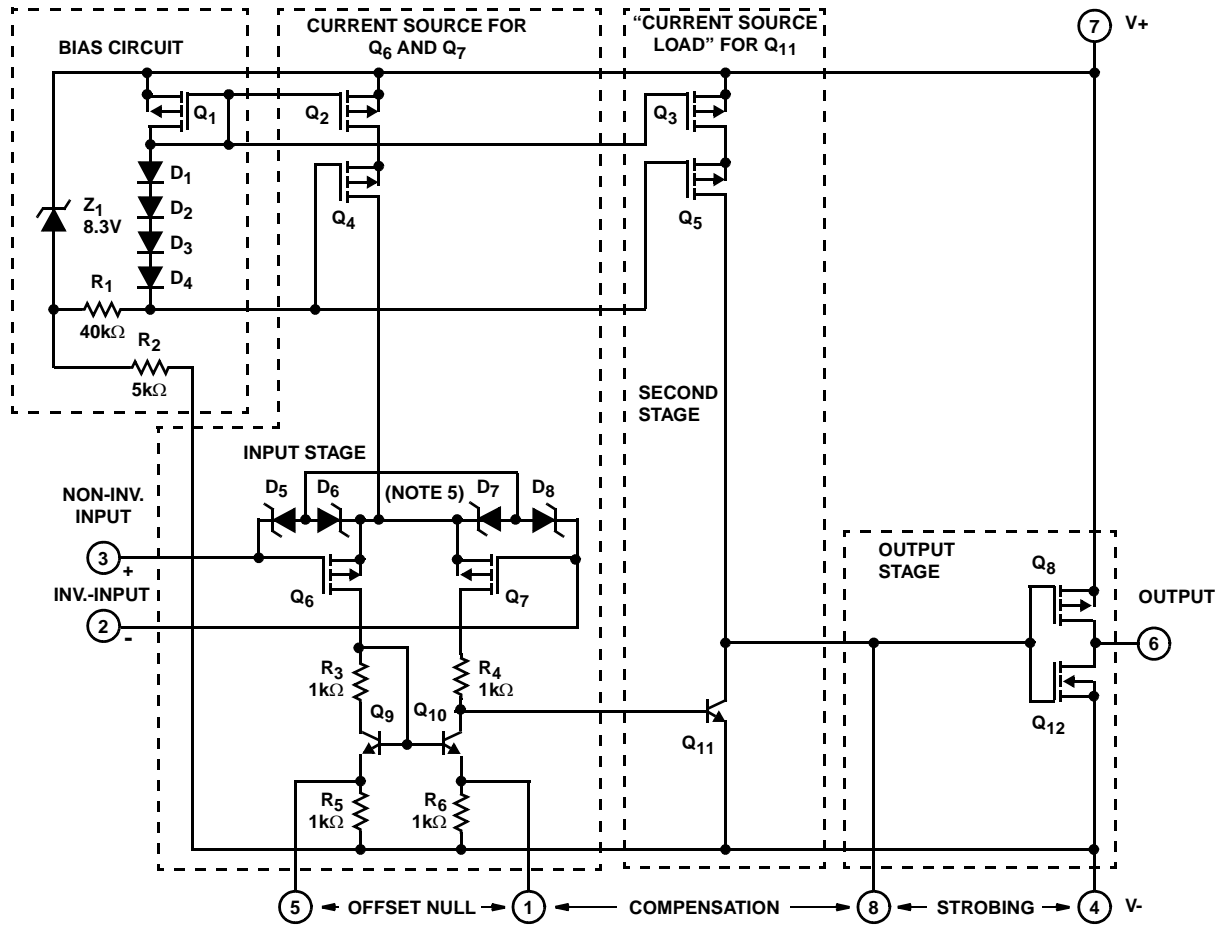 CURRENT SOURCE FOR
Q6 AND Q7
“CURRENT SOURCE
LOAD” FOR Q11
7
V+
BIAS CIRCUIT
Q1
Q2
Q3
D1
D2
D3
D4
Z1
8.3V
Q4
Q5
R1
40kΩ
R2
5kΩ
SECOND
STAGE
INPUT STAGE
D5
D6
(NOTE 5)
D7
D8
NON-INV.
INPUT
3
+
INV.-INPUT
2
-
Q6
Q7
OUTPUT
STAGE
Q8
OUTPUT
6
R3
1kΩ
R4
1kΩ
Q9
Q10
Q11
Q12
R5
1kΩ
R6
1kΩ
5
OFFSET NULL
1
COMPENSATION
8
STROBING
4
V-